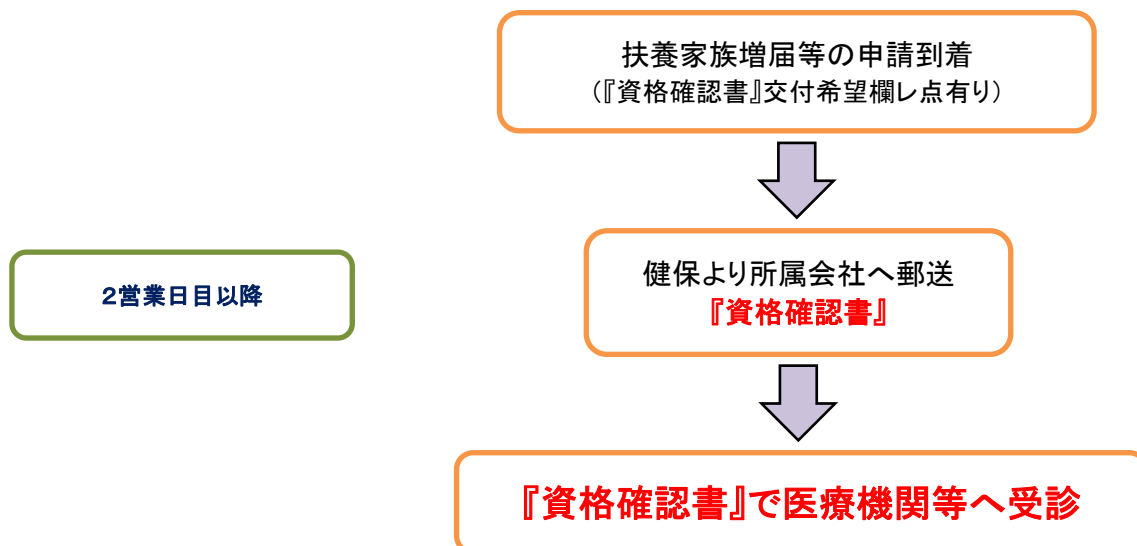 扶養家族増届等の申請到着
（『資格確認書』交付希望欄レ点有り）
２営業日目以降
健保より所属会社へ郵送
『資格確認書』
『資格確認書』で医療機関等へ受診